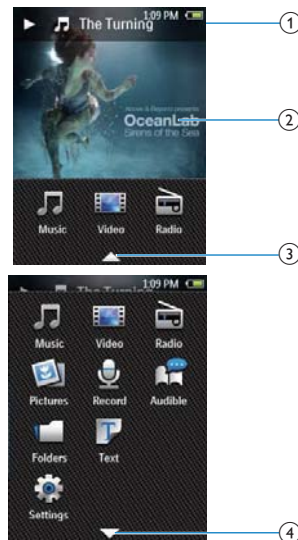 1:09 PM
The Turning
1
Above & Beyond presents
OceanLab
2
Sirens of the Sea
Music Video Radio
3
1:09 PM
The Turning
Music Video Radio
Pictures Record Audible
Folders Text
Settings
4